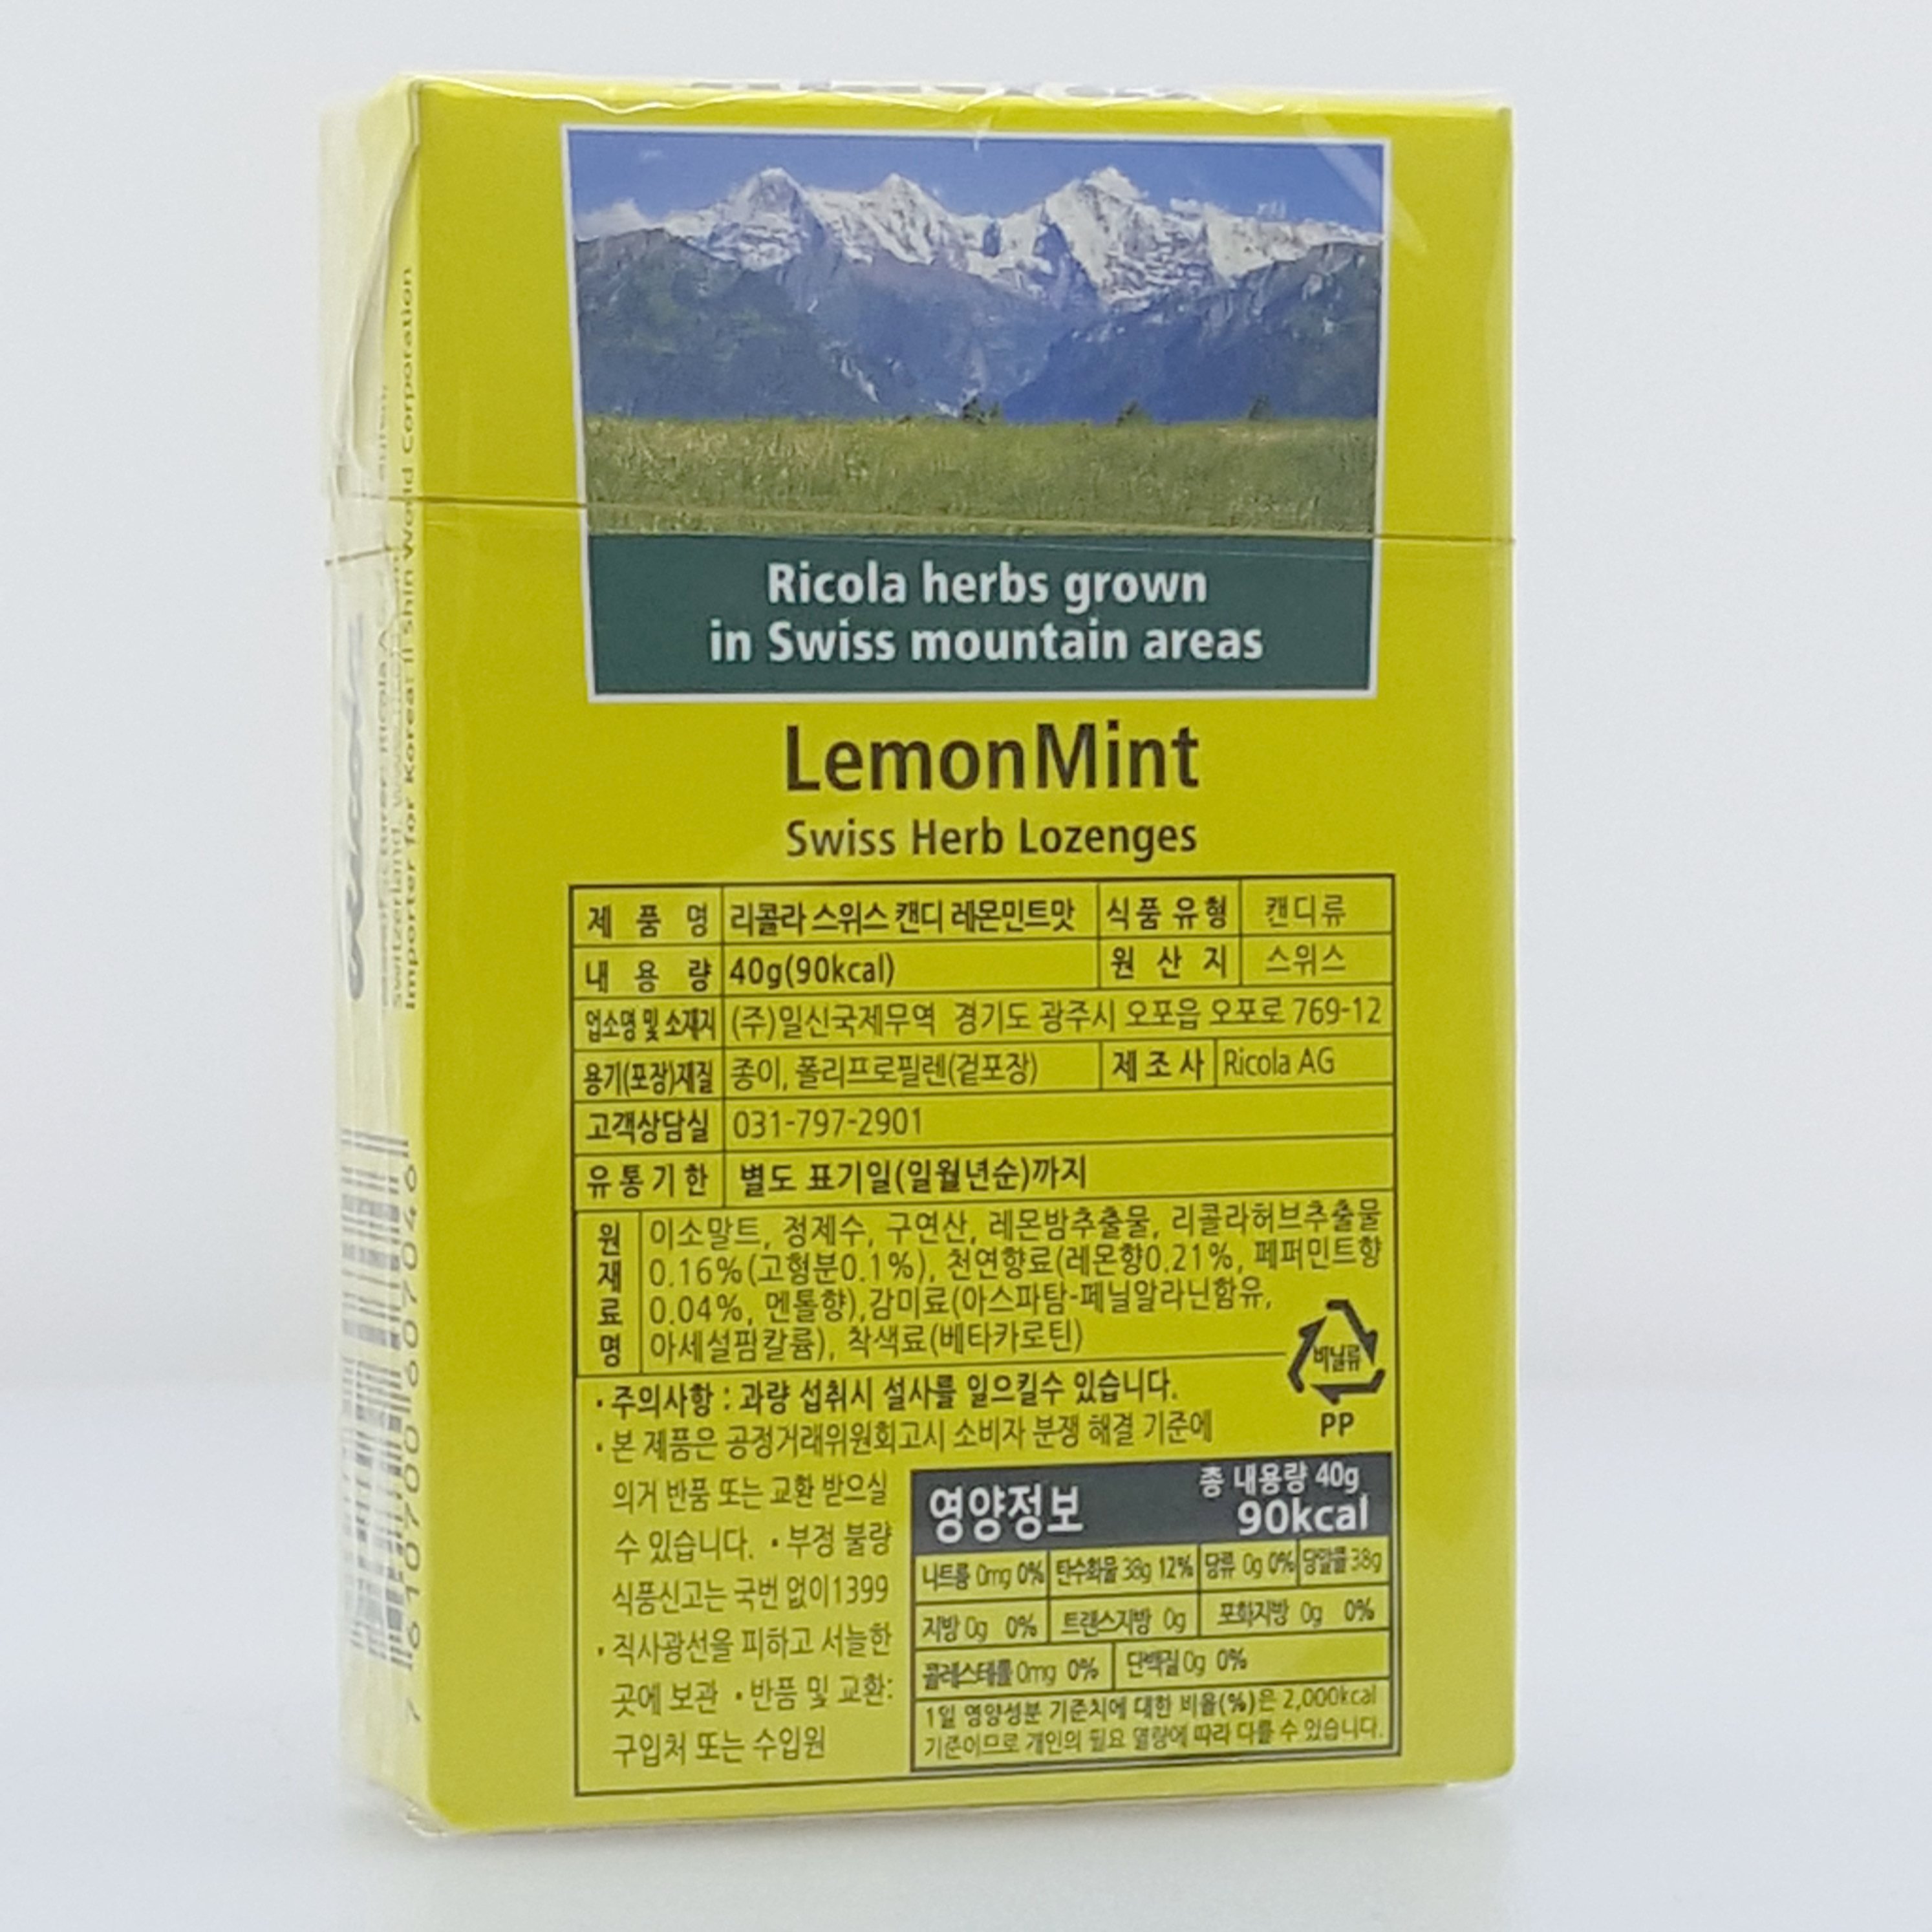 Ricola herbs grown
in Swiss mountain areas
LemonMint
Swiss Herb Lozenges
제 품 명 리콜라 스위스 캔디 레몬민트맛 식품유형 캔디류
내 용 량 40g(90kcal) 원 산 지 스위스
업소명 및 소재지 (주)일신국제무역 경기도 광주시 오포읍 오포로 769-12
용기(포장)재질 종이, 폴리프로필렌(겉포장) 제조사 Ricola AG
고객상담실 031-797-2901
유통기한 별도 표기일(일월년순)까지
원재료명 이소말트, 정제수, 구연산, 레몬밤추출물, 리콜라허브추출물
0.16%(고형분0.1%), 천연향료(레몬향0.21%, 페퍼민트향
0.04%, 멘톨향),감미료(아스파탐-페닐알라닌함유,
아세설팜칼륨), 착색료(베타카로틴)
비닐류
PP
·주의사항 : 과량 섭취시 설사를 일으킬수 있습니다.
·본 제품은 공정거래위원회고시 소비자 분쟁 해결 기준에
의거 반품 또는 교환 받으실
수 있습니다. ·부정 불량
식품신고는 국번 없이1399
·직사광선을 피하고 서늘한
곳에 보관 ·반품 및 교환:
구입처 또는 수입원
영양정보 총 내용량 40g
90kcal
나트륨 0mg 0% 탄수화물 38g 12% 당류 0g 0% 당알콜 38g
지방 0g 0% 트랜스지방 0g 포화지방 0g 0%
콜레스테롤 0mg 0% 단백질 0g 0%
1일 영양성분 기준치에 대한 비율(%)은 2,000kcal
기준이므로 개인의 필요 열량에 따라 다를 수 있습니다.
Ricola
Switzerland,
Importer for Korea: Il Shin World Corporation
7 610700 607046